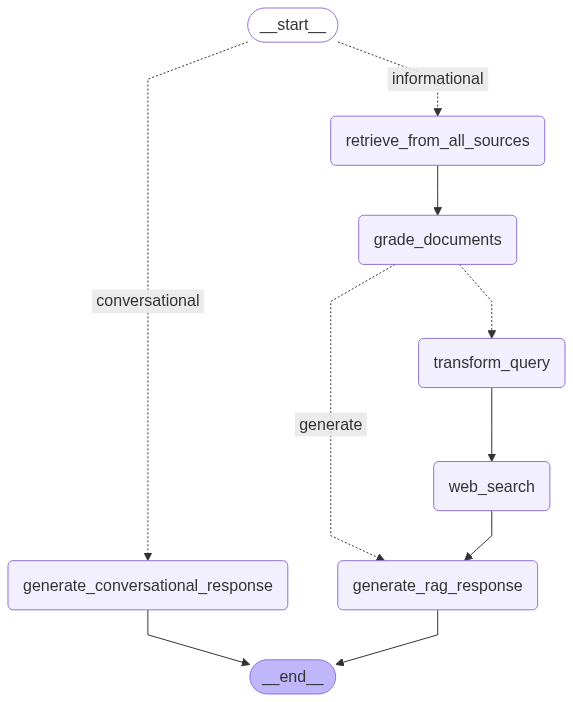 __start__
informational
retrieve_from_all_sources
grade_documents
conversational
transform_query
generate
web_search
generate_conversational_response
generate_rag_response
__end__